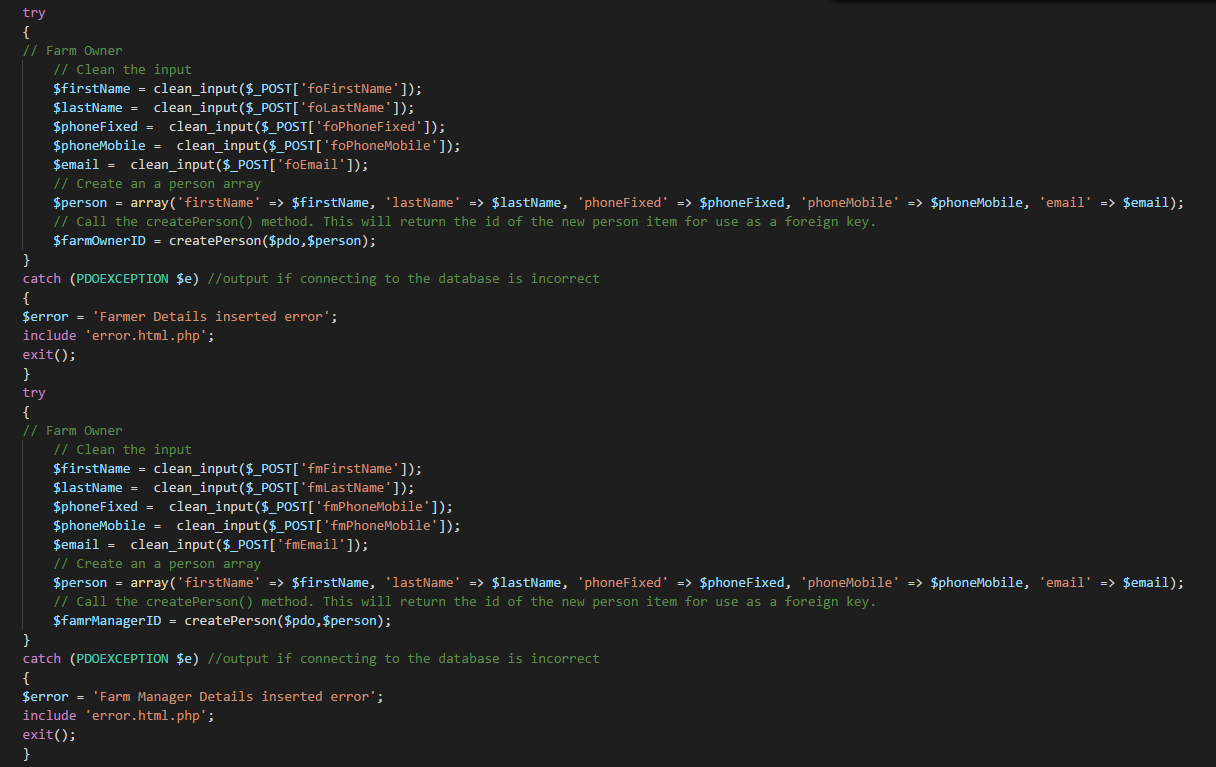 try
{
// Farm Owner
    // Clean the input
    $firstName = clean_input($_POST['foFirstName']);
    $lastName =  clean_input($_POST['foLastName']);
    $phoneFixed =  clean_input($_POST['foPhoneFixed']);
    $phoneMobile =  clean_input($_POST['foPhoneMobile']);
    $email =  clean_input($_POST['foEmail']);
    // Create an a person array
    $person = array('firstName' => $firstName, 'lastName' => $lastName, 'phoneFixed' => $phoneFixed, 'phoneMobile' => $phoneMobile, 'email' => $email);
    // Call the createPerson() method. This will return the id of the new person item for use as a foreign key.
    $farmOwnerID = createPerson($pdo,$person);
}
catch (PDOEXCEPTION $e) //output if connecting to the database is incorrect
{
$error = 'Farmer Details inserted error';
include 'error.html.php';
exit();
}
try
{
// Farm Owner
    // Clean the input
    $firstName = clean_input($_POST['fmFirstName']);
    $lastName =  clean_input($_POST['fmLastName']);
    $phoneFixed =  clean_input($_POST['fmPhoneMobile']);
    $phoneMobile =  clean_input($_POST['fmPhoneMobile']);
    $email =  clean_input($_POST['fmEmail']);
    // Create an a person array
    $person = array('firstName' => $firstName, 'lastName' => $lastName, 'phoneFixed' => $phoneFixed, 'phoneMobile' => $phoneMobile, 'email' => $email);
    // Call the createPerson() method. This will return the id of the new person item for use as a foreign key.
    $famrManagerID = createPerson($pdo,$person);
}
catch (PDOEXCEPTION $e) //output if connecting to the database is incorrect
{
$error = 'Farm Manager Details inserted error';
include 'error.html.php';
exit();
}